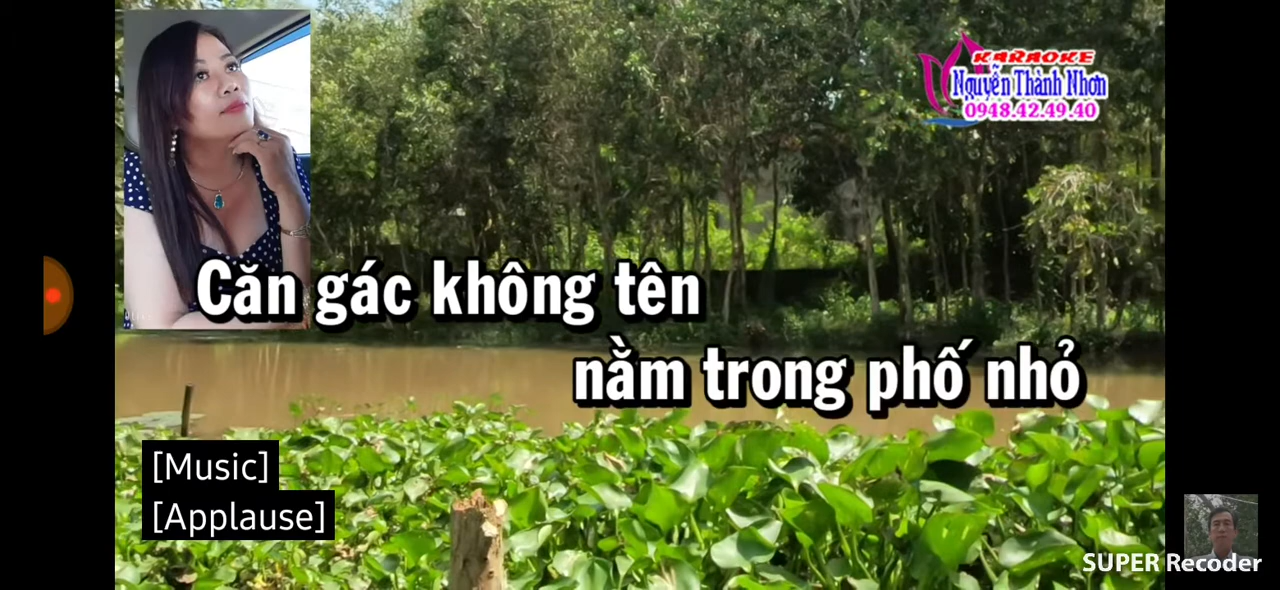 KARAOKE
Nguyễn Thành Nhơn
0948.42.49.40
Căn gác không tên
nằm trong phố nhỏ
[Music]
[Applause]
SUPER Recoder